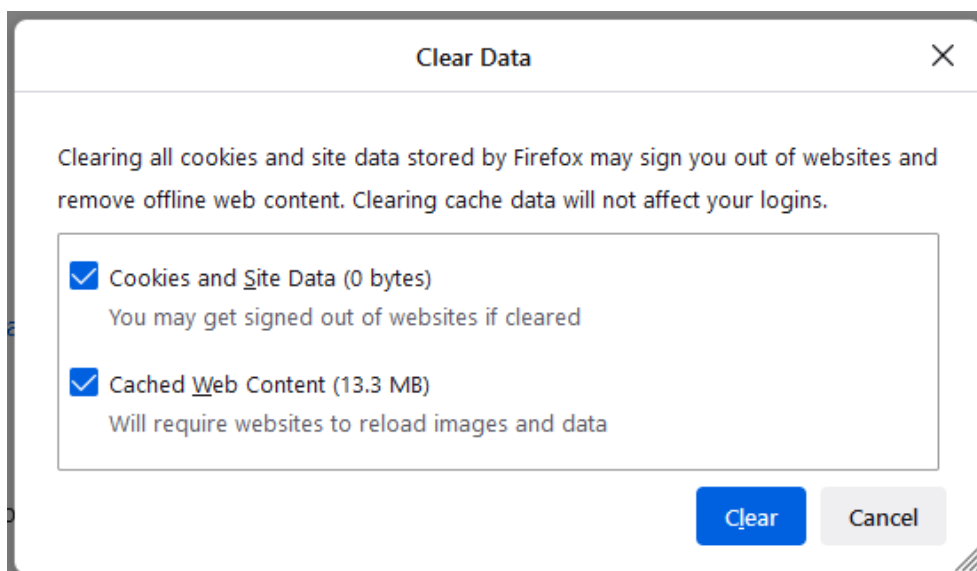 Clear Data
Clearing all cookies and site data stored by Firefox may sign you out of websites and
remove offline web content. Clearing cache data will not affect your logins.
Cookies and Site Data (0 bytes)
You may get signed out of websites if cleared
Cached Web Content (13.3 MB)
Will require websites to reload images and data
Clear Cancel